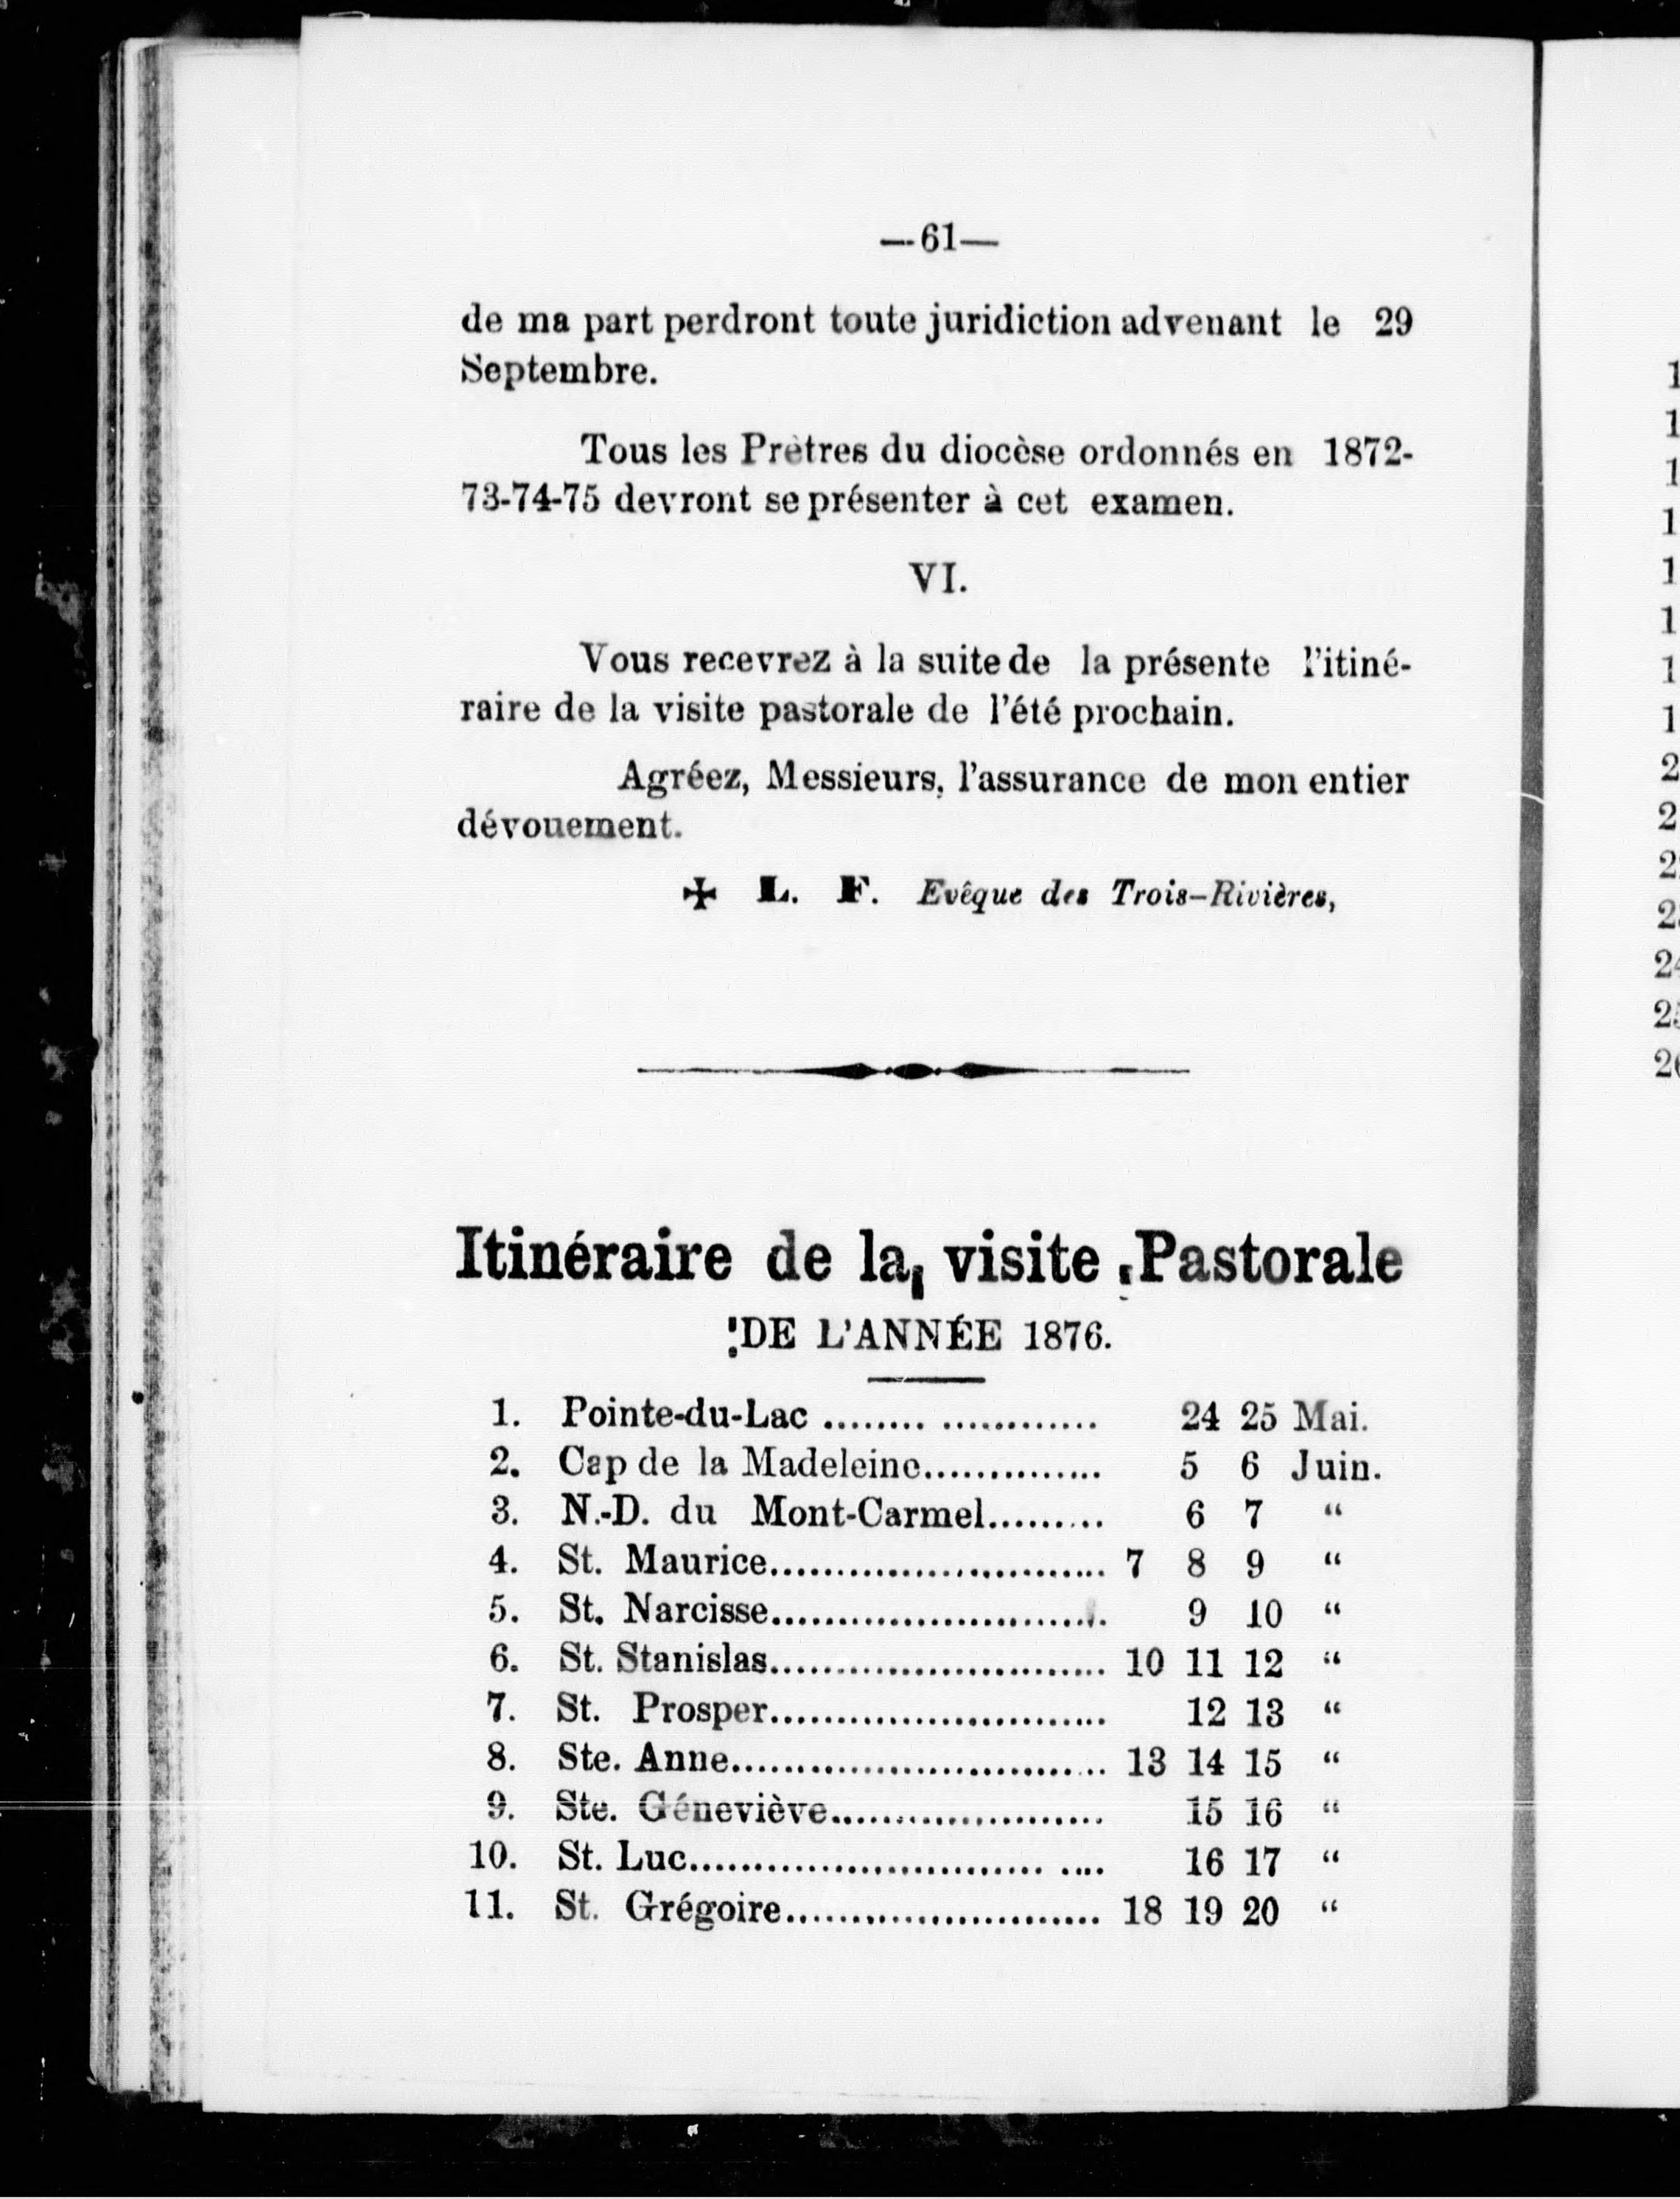 —61—
de ma part perdront toute juridiction advenant le 29
Septembre.
Tous les Prètres du diocèse ordonnés en 1872-
73-74-75 devront se présenter à cet examen.
VI.
Vous recevrez à la suite de la présente l'itiné-
raire de la visite pastorale de l'été prochain.
Agréez, Messieurs, l'assurance de mon entier
dévouement.
✠ L. F. Evêque des Trois-Rivières,
Itinéraire de la visite Pastorale
DE L'ANNÉE 1876.
1. Pointe-du-Lac ........ ............ 24 25 Mai.
2. Cap de la Madeleine.............. 5 6 Juin.
3. N.-D. du Mont-Carmel......... 6 7 “
4. St. Maurice.......................... 7 8 9 “
5. St. Narcisse.......................... 9 10 “
6. St. Stanislas.......................... 10 11 12 “
7. St. Prosper.......................... 12 13 “
8. Ste. Anne............................. 13 14 15 “
9. Ste. Géneviève..................... 15 16 “
10. St. Luc........................... .... 16 17 “
11. St. Grégoire......................... 18 19 20 “